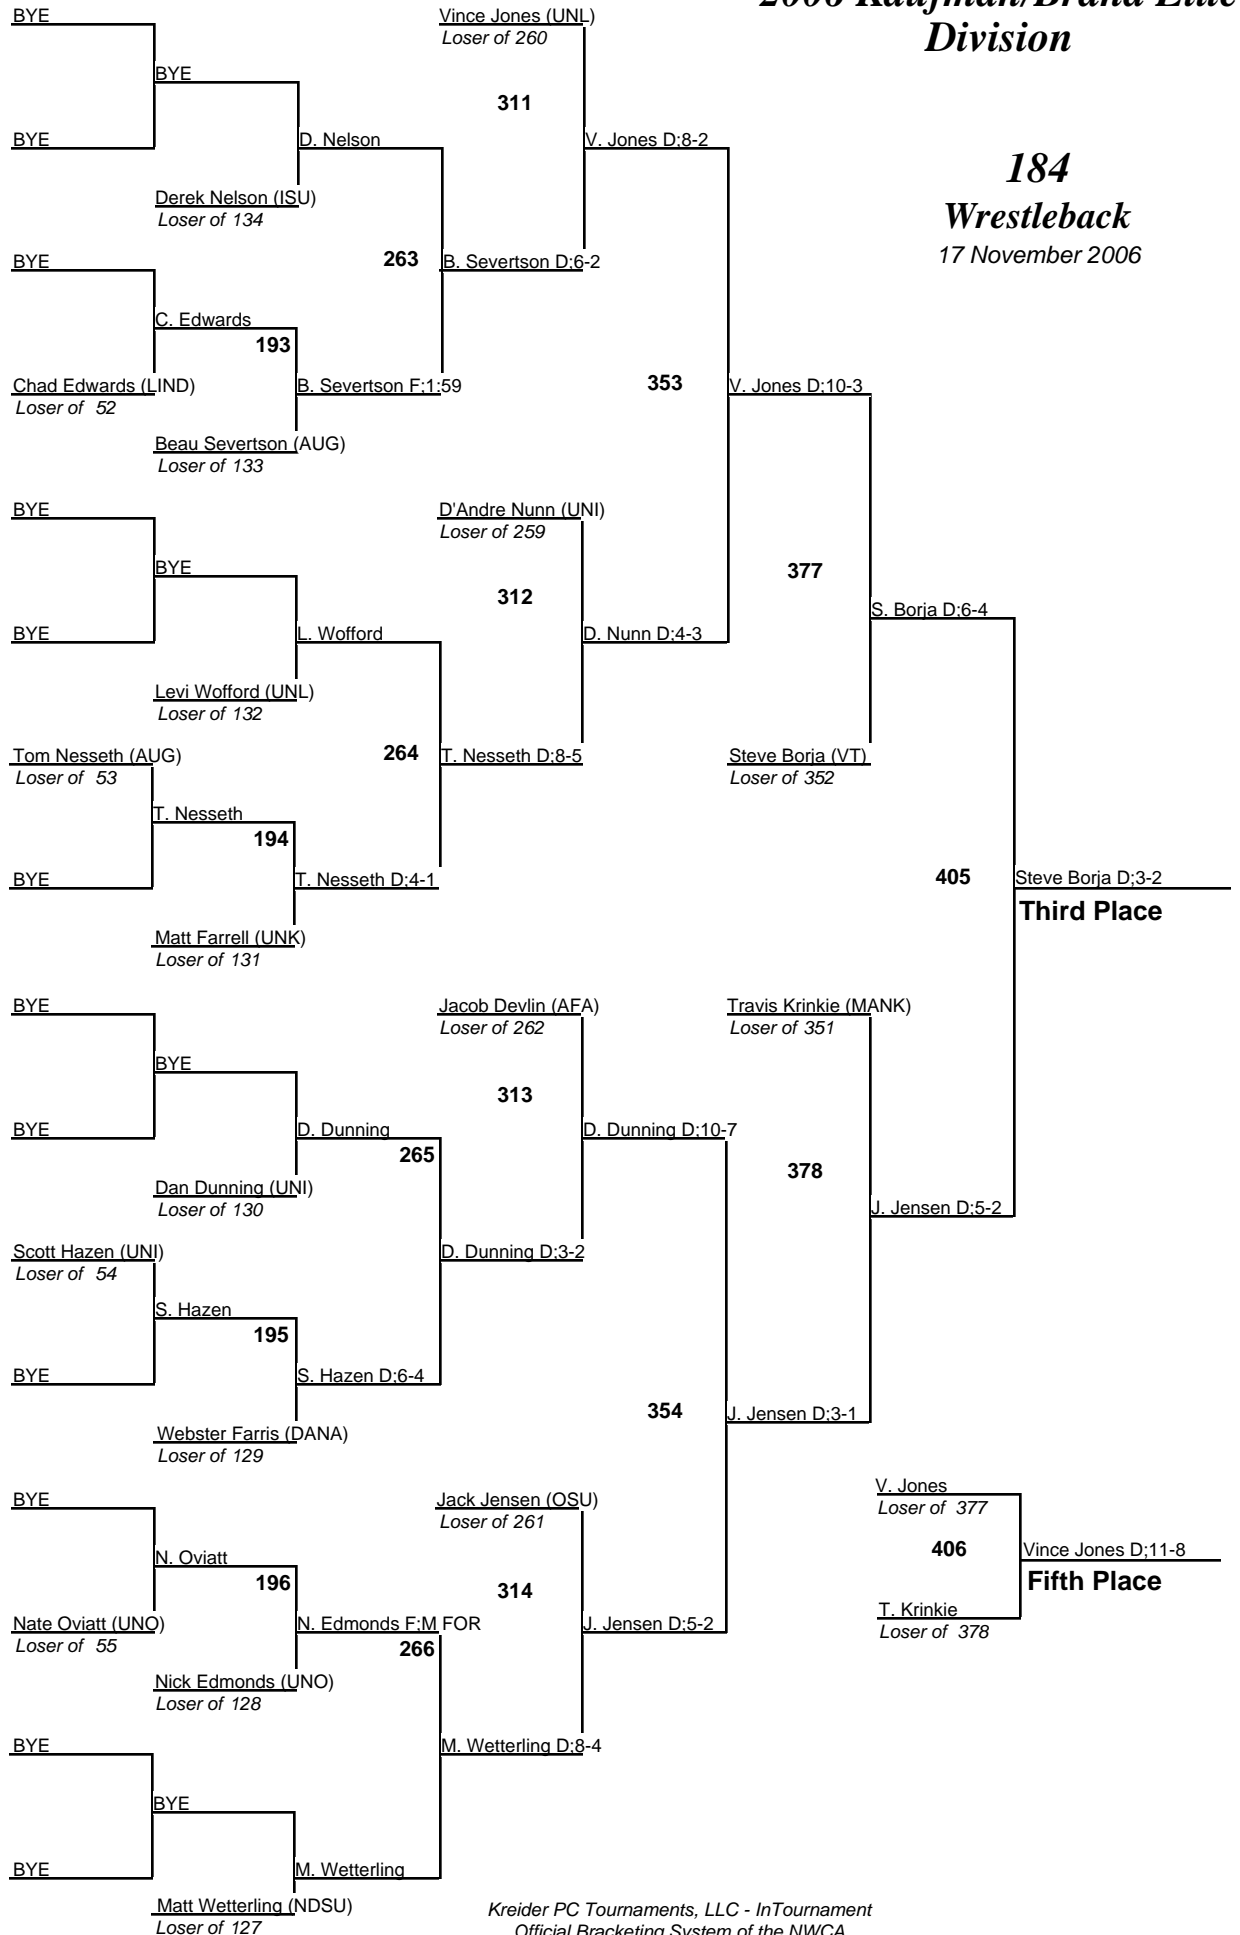 2006 Kaufman/Brand Elite
Division
184
Wrestleback
17 November 2006
BYE
BYE
BYE
D. Nelson
Derek Nelson (ISU)
Loser of 134
263
BYE
C. Edwards
193
Chad Edwards (LIND)
Loser of 52
B. Severtson F;1:59
Beau Severtson (AUG)
Loser of 133
Vince Jones (UNL)
Loser of 260
311
V. Jones D;8-2
B. Severtson D;6-2
353
V. Jones D;10-3
BYE
BYE
BYE
L. Wofford
Levi Wofford (UNL)
Loser of 132
264
Tom Nesseth (AUG)
Loser of 53
T. Nesseth
194
BYE
T. Nesseth D;4-1
Matt Farrell (UNK)
Loser of 131
D'Andre Nunn (UNI)
Loser of 259
312
D. Nunn D;4-3
T. Nesseth D;8-5
377
S. Borja D;6-4
Steve Borja (VT)
Loser of 352
405
Steve Borja D;3-2
Third Place
BYE
BYE
BYE
D. Dunning
265
Dan Dunning (UNI)
Loser of 130
Scott Hazen (UNI)
Loser of 54
S. Hazen
195
BYE
S. Hazen D;6-4
Webster Farris (DANA)
Loser of 129
Jacob Devlin (AFA)
Loser of 262
313
D. Dunning D;10-7
D. Dunning D;3-2
Travis Krinkie (MANK)
Loser of 351
378
J. Jensen D;5-2
354
J. Jensen D;3-1
BYE
N. Oviatt
196
Nate Oviatt (UNO)
Loser of 55
N. Edmonds F;M FOR
266
Nick Edmonds (UNO)
Loser of 128
BYE
BYE
BYE
M. Wetterling
Matt Wetterling (NDSU)
Loser of 127
Jack Jensen (OSU)
Loser of 261
314
J. Jensen D;5-2
M. Wetterling D;8-4
V. Jones
Loser of 377
406
Vince Jones D;11-8
Fifth Place
T. Krinkie
Loser of 378
Kreider PC Tournaments, LLC - InTournament
Official Bracketing System of the NWCA